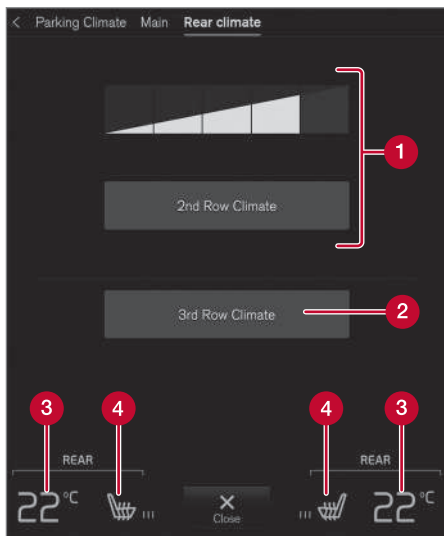 < Parking Climate Main Rear climate
1
2nd Row Climate
3rd Row Climate
2
3 4 4 3
REAR REAR
22°C 22°C
Close